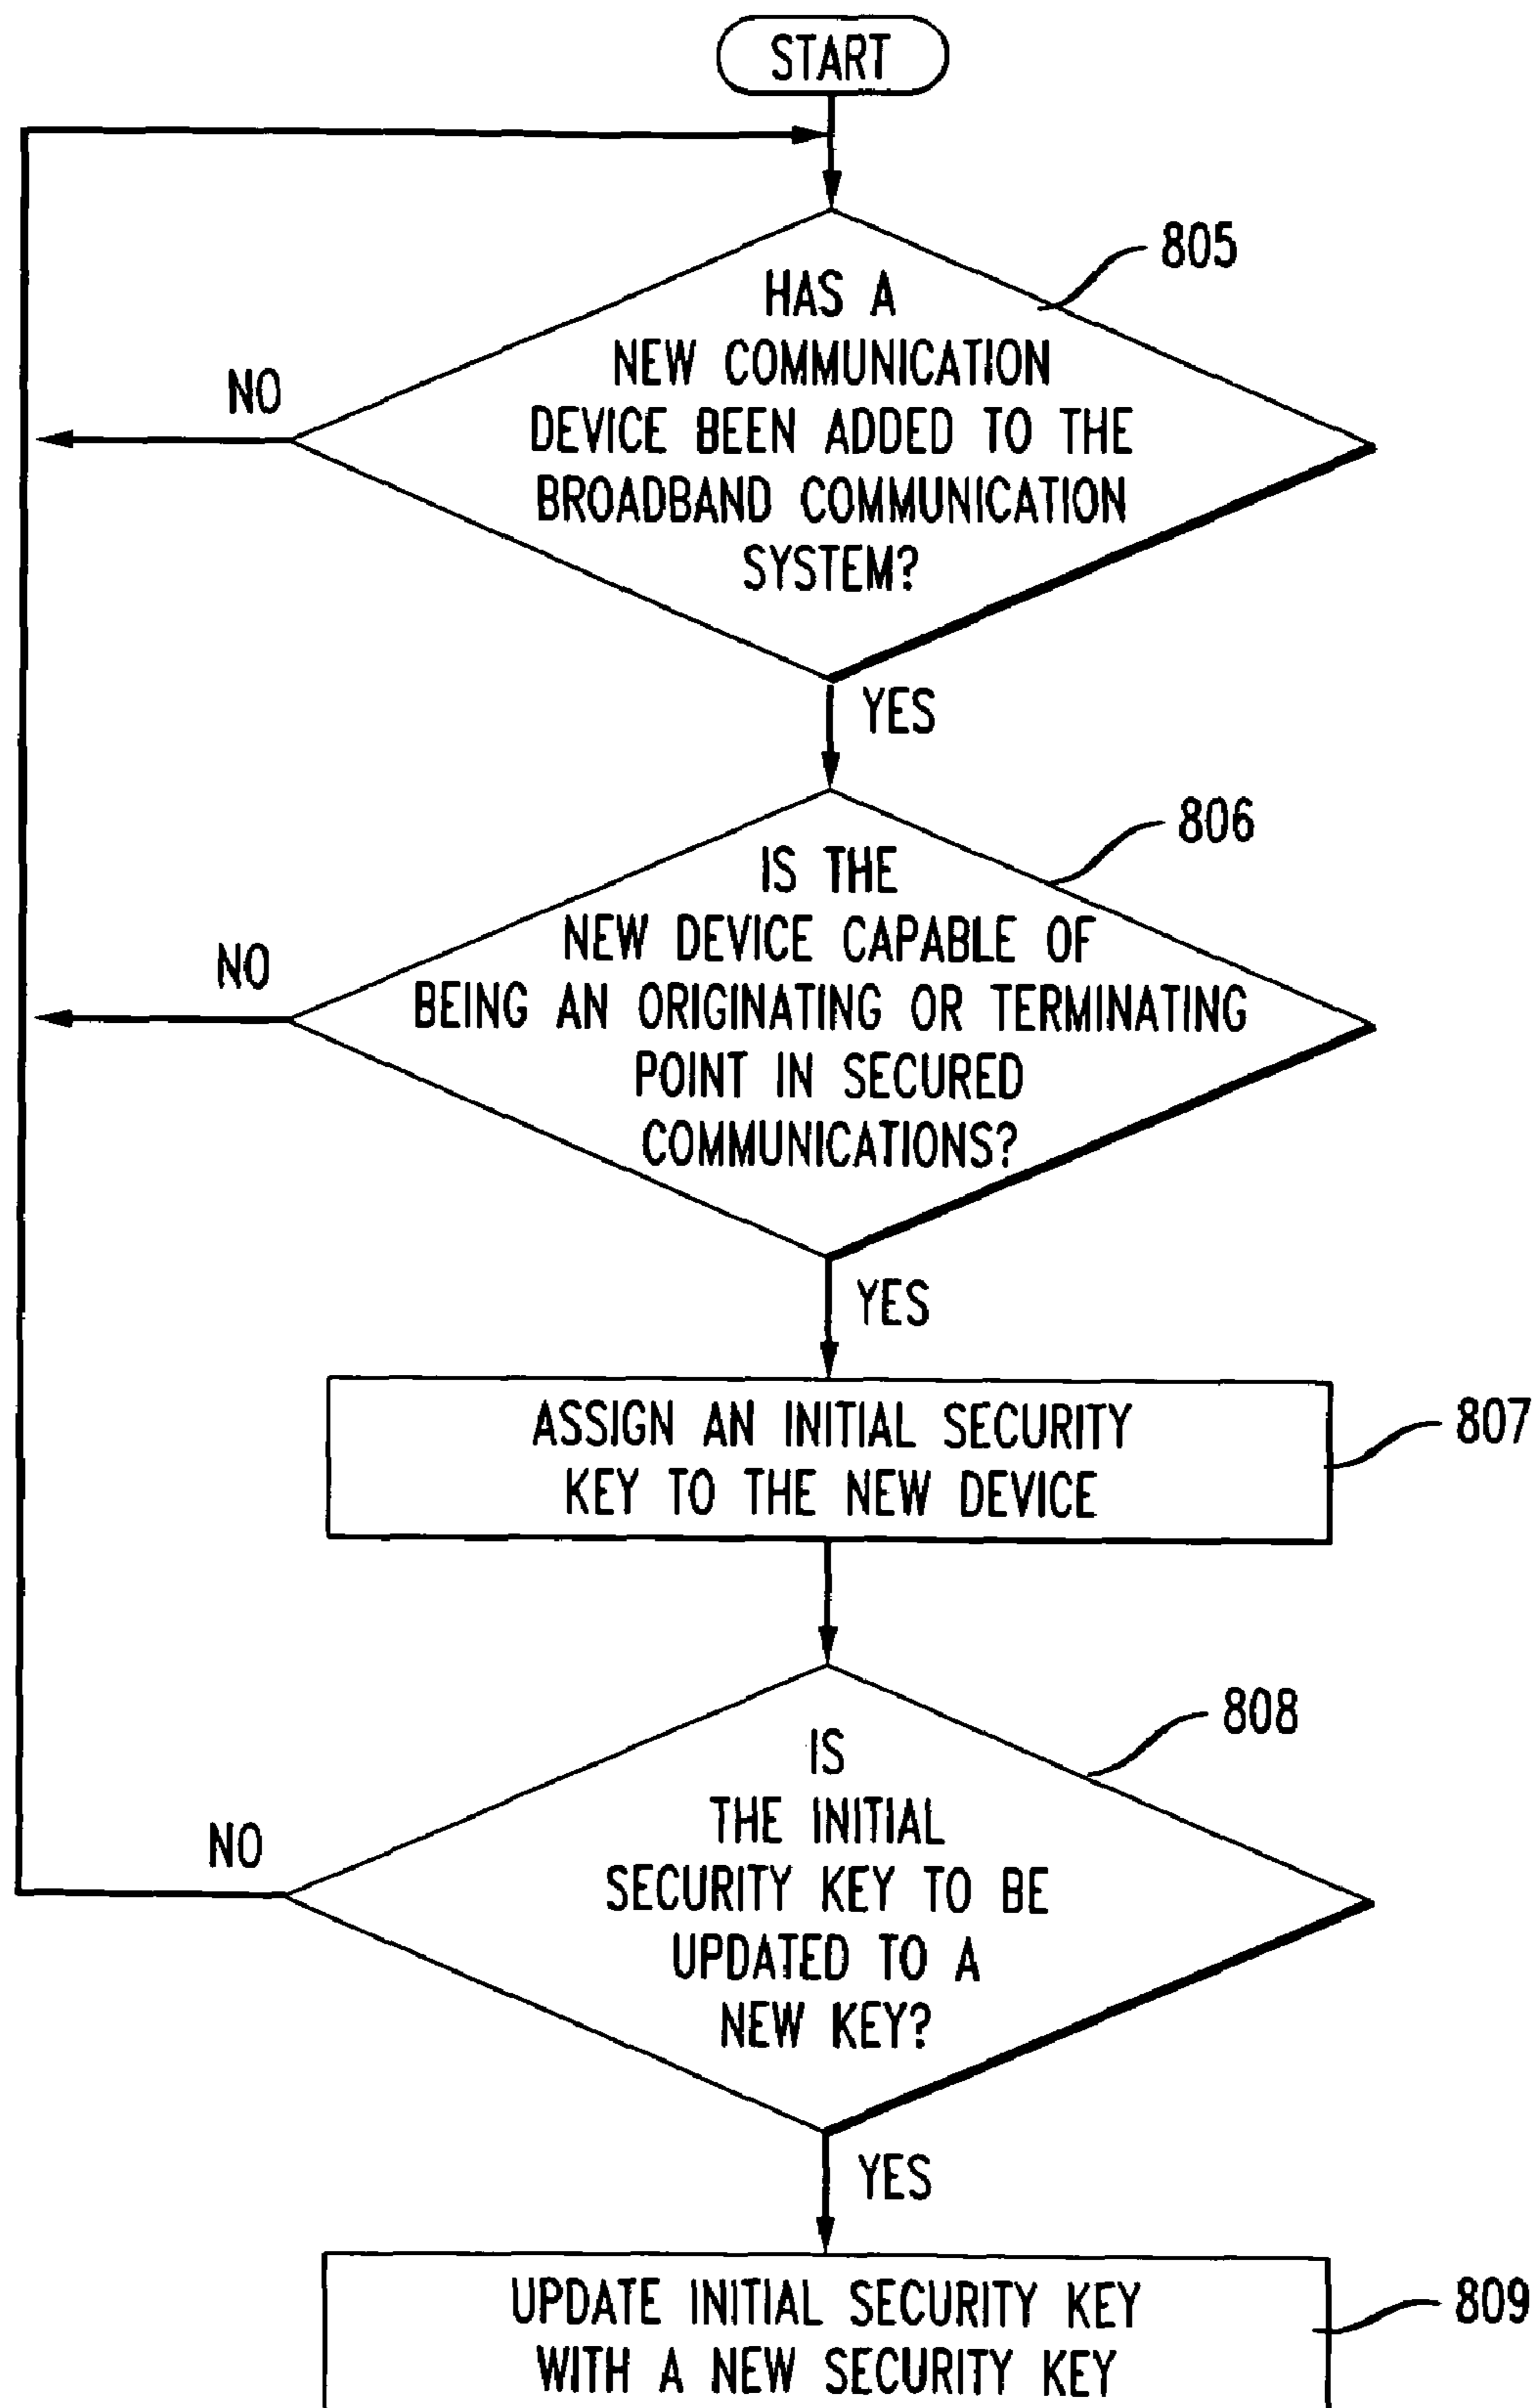 START
805
HAS A
NEW COMMUNICATION
DEVICE BEEN ADDED TO THE
BROADBAND COMMUNICATION
SYSTEM?
NO
YES
806
IS THE
NEW DEVICE CAPABLE OF
BEING AN ORIGINATING OR TERMINATING
POINT IN SECURED
COMMUNICATIONS?
NO
YES
ASSIGN AN INITIAL SECURITY
KEY TO THE NEW DEVICE
807
808
IS
THE INITIAL
SECURITY KEY TO BE
UPDATED TO A
NEW KEY?
NO
YES
UPDATE INITIAL SECURITY KEY
WITH A NEW SECURITY KEY
809